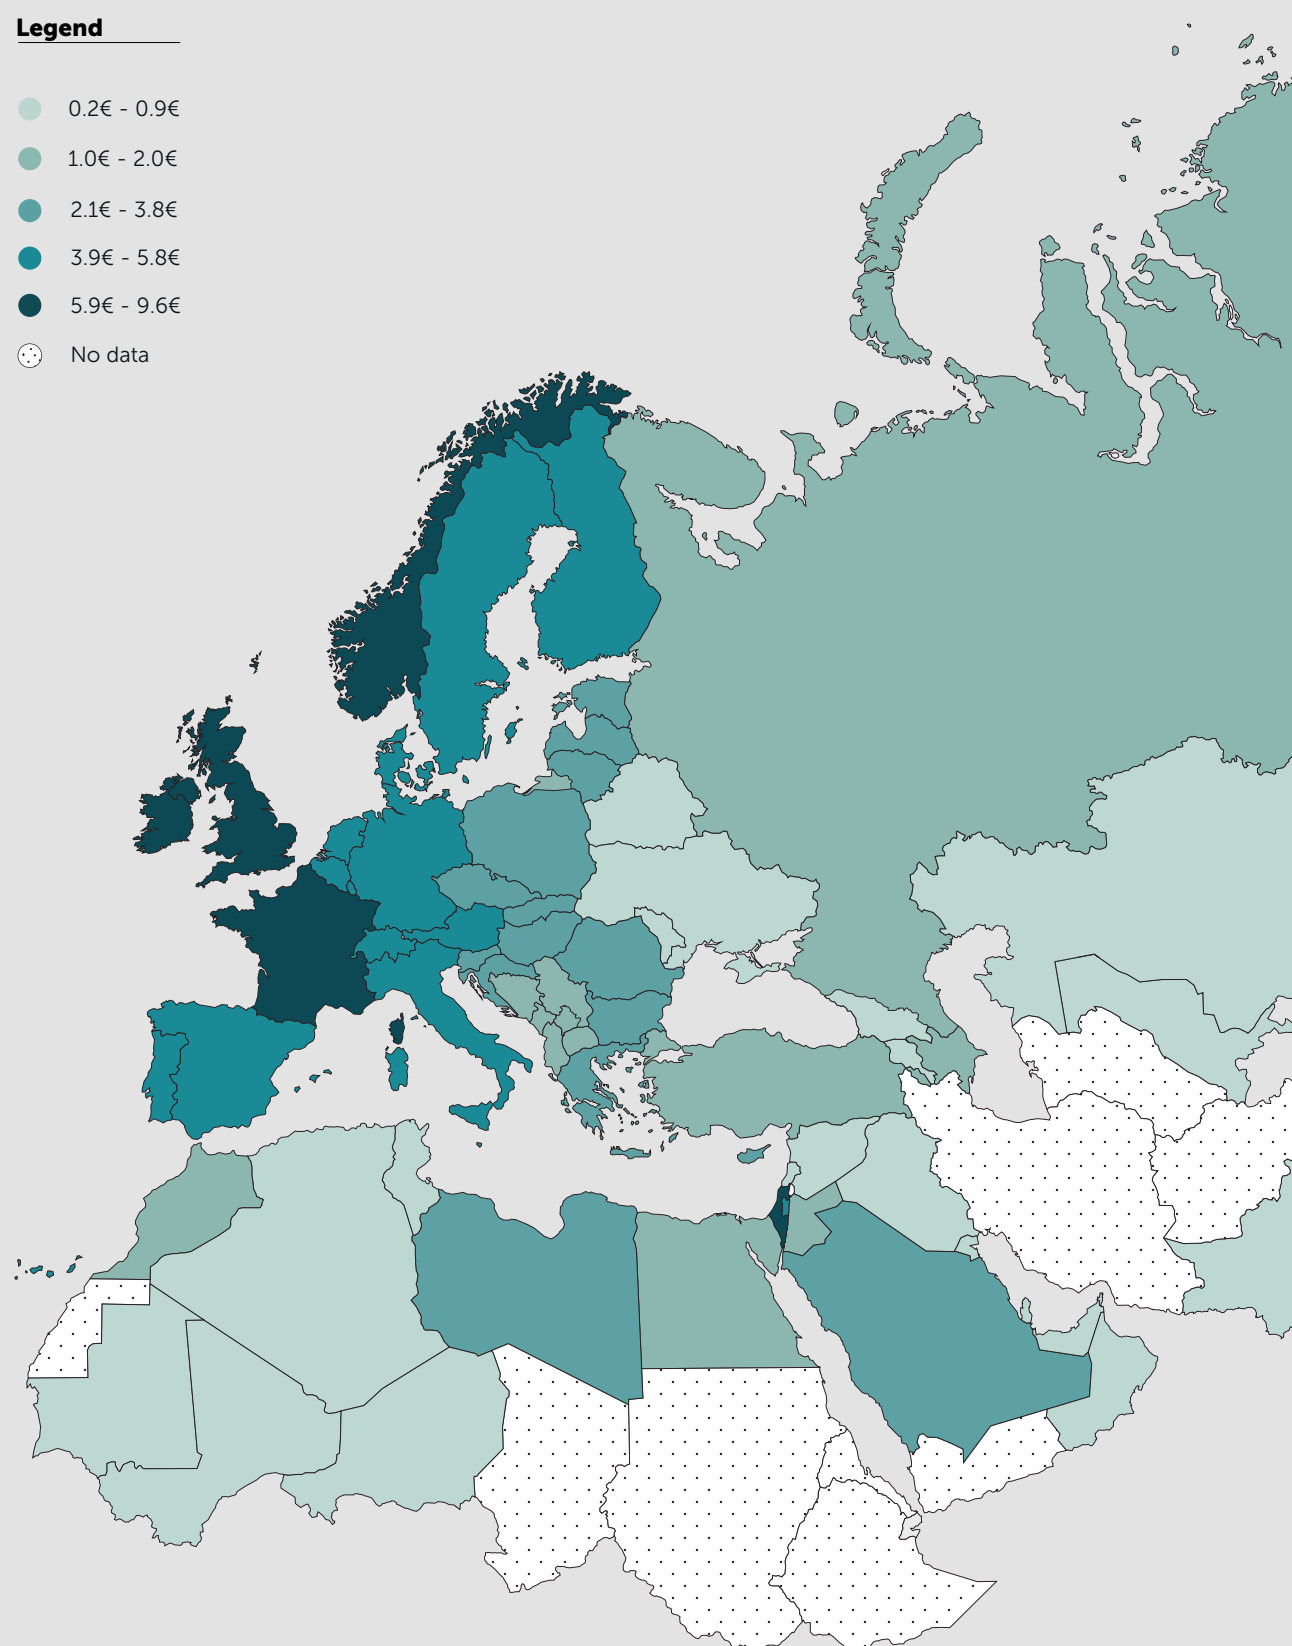 Legend
0.2€ - 0.9€
1.0€ - 2.0€
2.1€ - 3.8€
3.9€ - 5.8€
5.9€ - 9.6€
No data